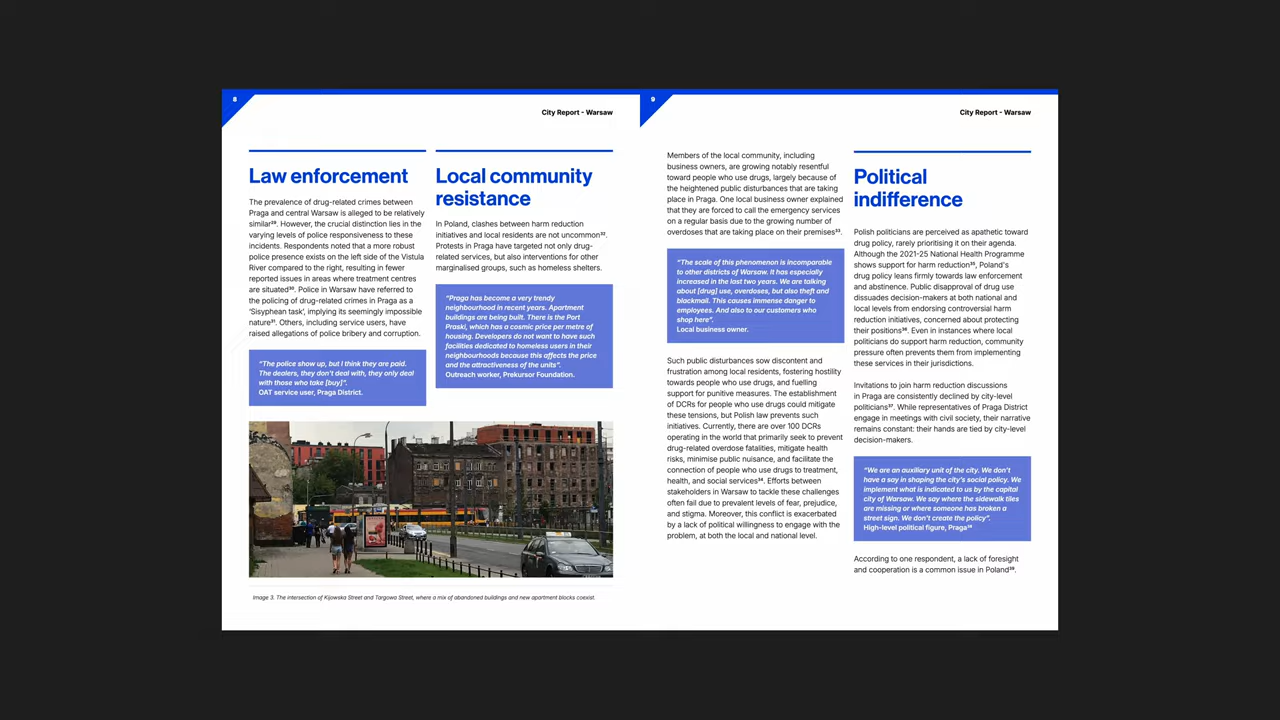 8
City Report - Warsaw
Law enforcement
The prevalence of drug-related crimes between
Praga and central Warsaw is alleged to be relatively
similar²⁹. However, the crucial distinction lies in the
varying levels of police responsiveness to these
incidents. Respondents noted that a more robust
police presence exists on the left side of the Vistula
River compared to the right, resulting in fewer
reported issues in areas where treatment centres
are situated³⁰. Police in Warsaw have referred to
the policing of drug-related crimes in Praga as a
‘Sisyphean task’, implying its seemingly impossible
nature³¹. Others, including service users, have
raised allegations of police bribery and corruption.
“The police show up, but I think they are paid.
The dealers, they don’t deal with, they only deal
with those who take [buy]”.
OAT service user, Praga District.
Local community
resistance
In Poland, clashes between harm reduction
initiatives and local residents are not uncommon³².
Protests in Praga have targeted not only drug-
related services, but also interventions for other
marginalised groups, such as homeless shelters.
“Praga has become a very trendy
neighbourhood in recent years. Apartment
buildings are being built. There is the Port
Praski, which has a cosmic price per metre of
housing. Developers do not want to have such
facilities dedicated to homeless users in their
neighbourhoods because this affects the price
and the attractiveness of the units”.
Outreach worker, Prekursor Foundation.
Image 3. The intersection of Kijowska Street and Targowa Street, where a mix of abandoned buildings and new apartment blocks coexist.
9
City Report - Warsaw
Members of the local community, including
business owners, are growing notably resentful
toward people who use drugs, largely because of
the heightened public disturbances that are taking
place in Praga. One local business owner explained
that they are forced to call the emergency services
on a regular basis due to the growing number of
overdoses that are taking place on their premises³³.
“The scale of this phenomenon is incomparable
to other districts of Warsaw. It has especially
increased in the last two years. We are talking
about [drug] use, overdoses, but also theft and
blackmail. This causes immense danger to
employees. And also to our customers who
shop here”.
Local business owner.
Such public disturbances sow discontent and
frustration among local residents, fostering hostility
towards people who use drugs, and fuelling
support for punitive measures. The establishment
of DCRs for people who use drugs could mitigate
these tensions, but Polish law prevents such
initiatives. Currently, there are over 100 DCRs
operating in the world that primarily seek to prevent
drug-related overdose fatalities, mitigate health
risks, minimise public nuisance, and facilitate the
connection of people who use drugs to treatment,
health, and social services³⁴. Efforts between
stakeholders in Warsaw to tackle these challenges
often fail due to prevalent levels of fear, prejudice,
and stigma. Moreover, this conflict is exacerbated
by a lack of political willingness to engage with the
problem, at both the local and national level.
Political
indifference
Polish politicians are perceived as apathetic toward
drug policy, rarely prioritising it on their agenda.
Although the 2021-25 National Health Programme
shows support for harm reduction³⁵, Poland’s
drug policy leans firmly towards law enforcement
and abstinence. Public disapproval of drug use
dissuades decision-makers at both national and
local levels from endorsing controversial harm
reduction initiatives, concerned about protecting
their positions³⁶. Even in instances where local
politicians do support harm reduction, community
pressure often prevents them from implementing
these services in their jurisdictions.
Invitations to join harm reduction discussions
in Praga are consistently declined by city-level
politicians³⁷. While representatives of Praga District
engage in meetings with civil society, their narrative
remains constant: their hands are tied by city-level
decision-makers.
“We are an auxiliary unit of the city. We don’t
have a say in shaping the city’s social policy. We
implement what is indicated to us by the capital
city of Warsaw. We say where the sidewalk tiles
are missing or where someone has broken a
street sign. We don’t create the policy”.
High-level political figure, Praga³⁸
According to one respondent, a lack of foresight
and cooperation is a common issue in Poland³⁹.